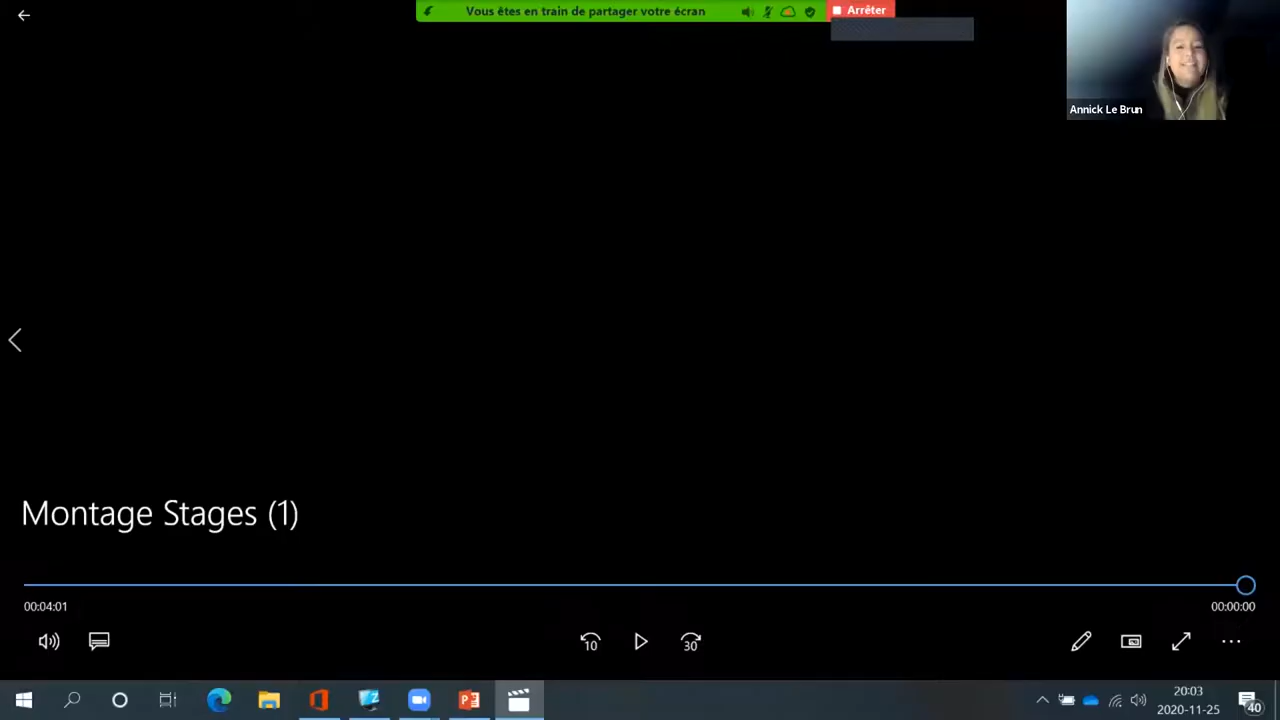 Vous êtes en train de partager votre écran
Arrêter
Annick Le Brun
Montage Stages (1)
00:04:01
00:00:00
10
30
20:03
2020-11-25
40